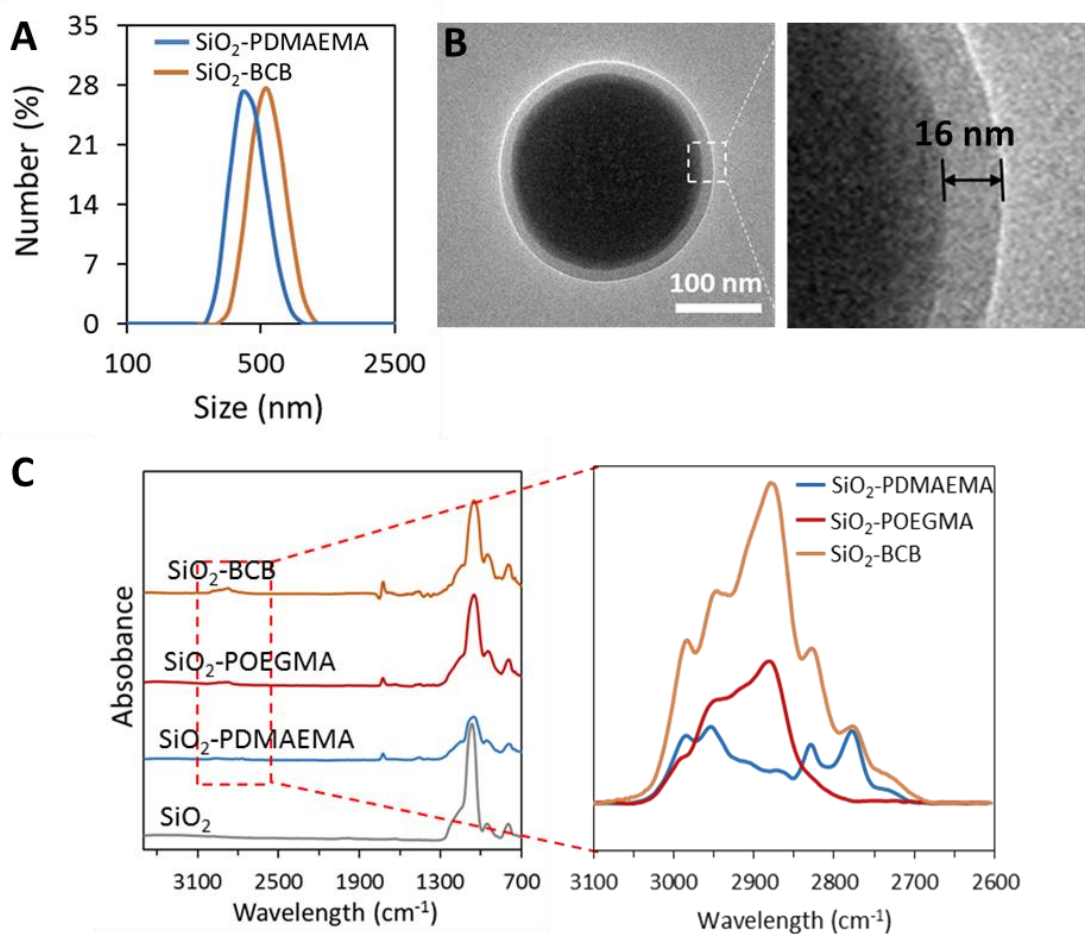 A
35
28
21
14
7
0
Number (%)
SiO₂-PDMAEMA
SiO₂-BCB
100 500 2500
Size (nm)
B
100 nm
16 nm
C
Absobance
SiO₂-BCB
SiO₂-POEGMA
SiO₂-PDMAEMA
SiO₂
3100 2500 1900 1300 700
Wavelength (cm⁻¹)
SiO₂-PDMAEMA
SiO₂-POEGMA
SiO₂-BCB
3100 3000 2900 2800 2700 2600
Wavelength (cm⁻¹)